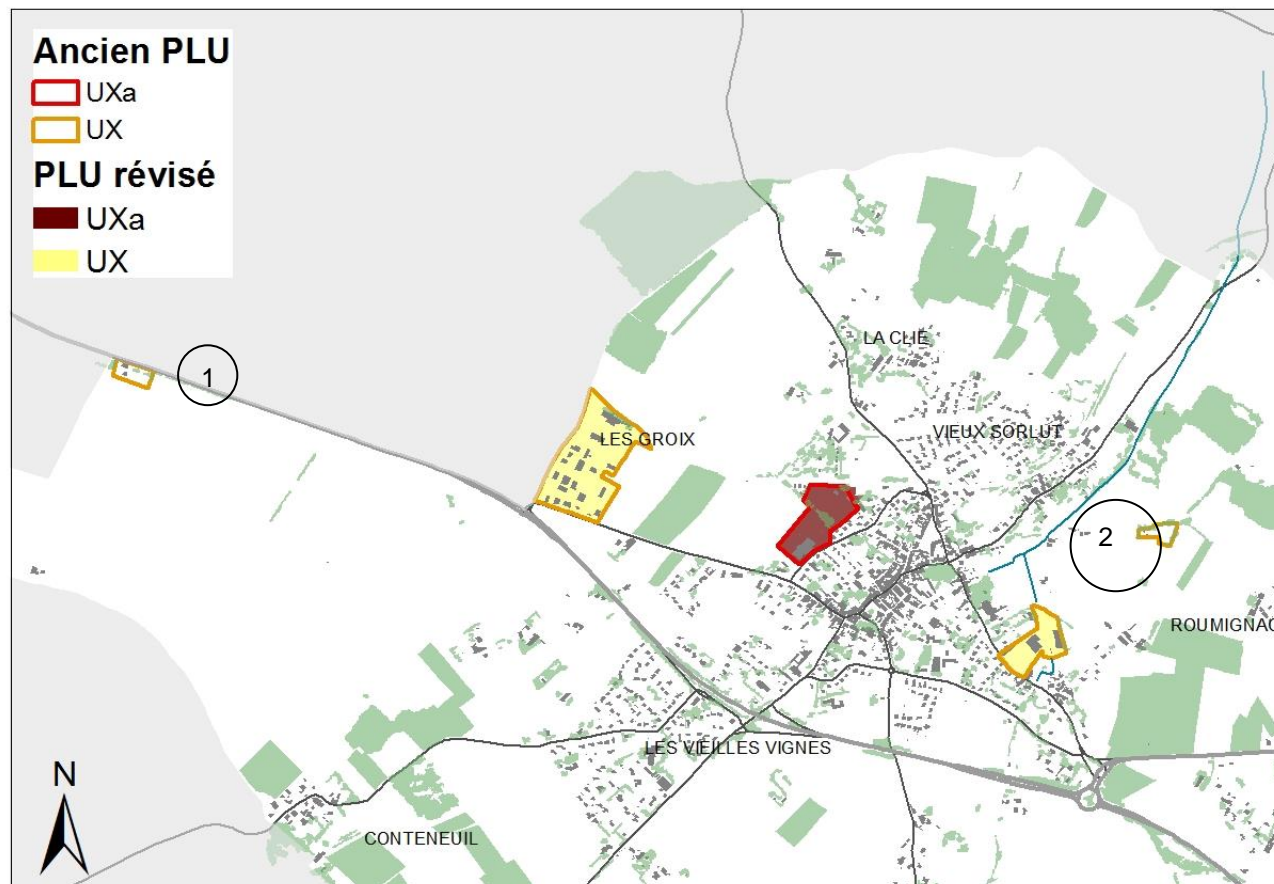 Ancien PLU
UXa
UX
PLU révisé
UXa
UX
LA CLIE
1
LES GROIX
VIEUX SORLUT
2
ROUMIGNAC
LES VIEILLES VIGNES
N
CONTENEUIL